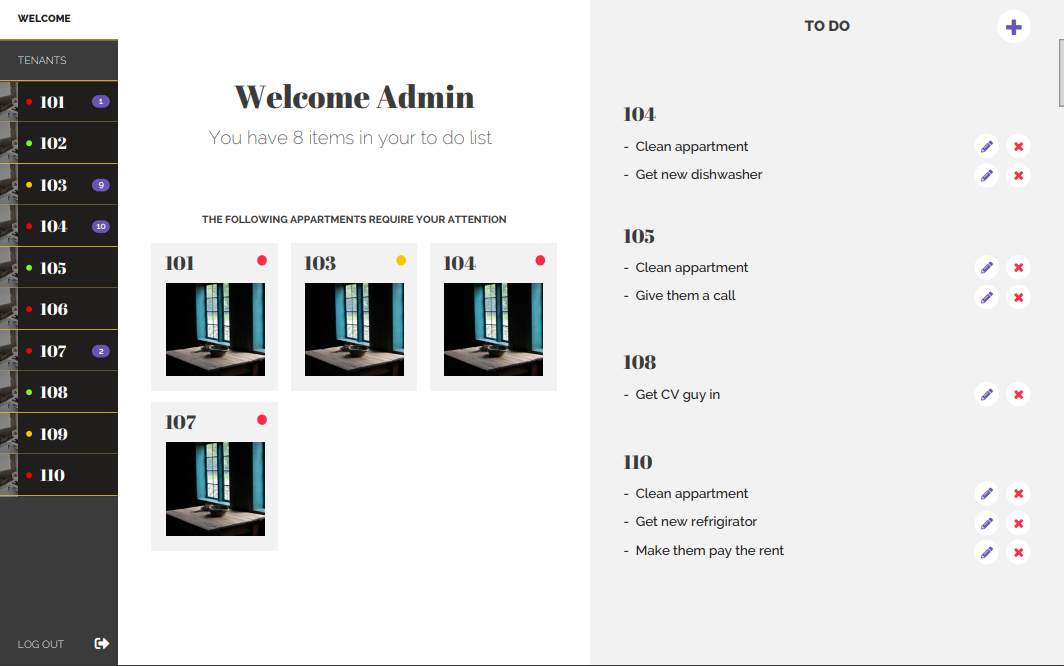 WELCOME
TENANTS
101 1
102
103 9
104 10
105
106
107 2
108
109
110
LOG OUT
Welcome Admin
You have 8 items in your to do list
THE FOLLOWING APPARTMENTS REQUIRE YOUR ATTENTION
101
103
104
107
TO DO
104
- Clean appartment
- Get new dishwasher
105
- Clean appartment
- Give them a call
108
- Get CV guy in
110
- Clean appartment
- Get new refrigirator
- Make them pay the rent